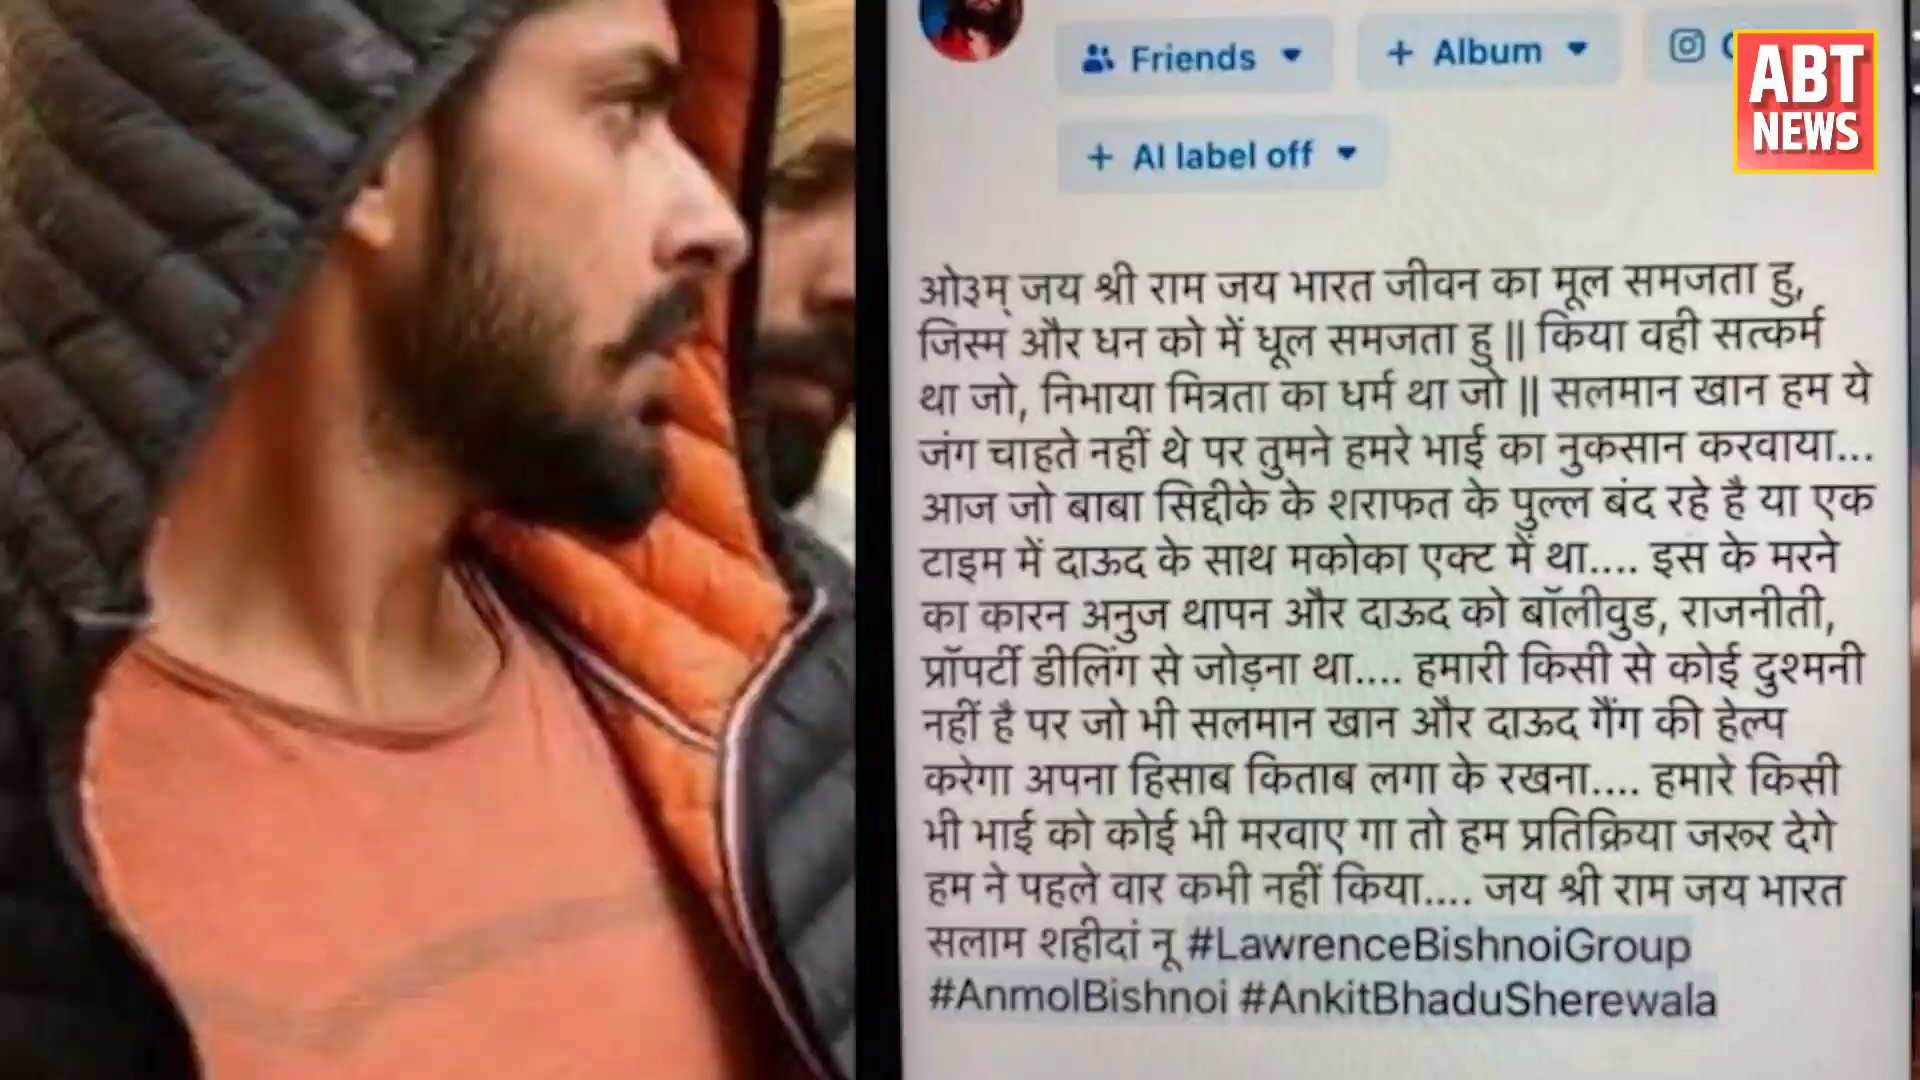 Friends
+ Album
+ AI label off
ABT
NEWS
ओ३म् जय श्री राम जय भारत जीवन का मूल समजता हु,
जिस्म और धन को में धूल समजता हु || किया वही सत्कर्म
था जो, निभाया मित्रता का धर्म था जो || सलमान खान हम ये
जंग चाहते नहीं थे पर तुमने हमरे भाई का नुकसान करवाया...
आज जो बाबा सिद्दीके के शराफत के पुल्ल बंद रहे है या एक
टाइम में दाऊद के साथ मकोका एक्ट में था.... इस के मरने
का कारन अनुज थापन और दाऊद को बॉलीवुड, राजनीती,
प्रॉपर्टी डीलिंग से जोड़ना था.... हमारी किसी से कोई दुश्मनी
नहीं है पर जो भी सलमान खान और दाऊद गैंग की हेल्प
करेगा अपना हिसाब किताब लगा के रखना.... हमारे किसी
भी भाई को कोई भी मरवाए गा तो हम प्रतिक्रिया जरूर देगे
हम ने पहले वार कभी नहीं किया.... जय श्री राम जय भारत
सलाम शहीदां नू #LawrenceBishnoiGroup
#AnmolBishnoi #AnkitBhaduSherewala